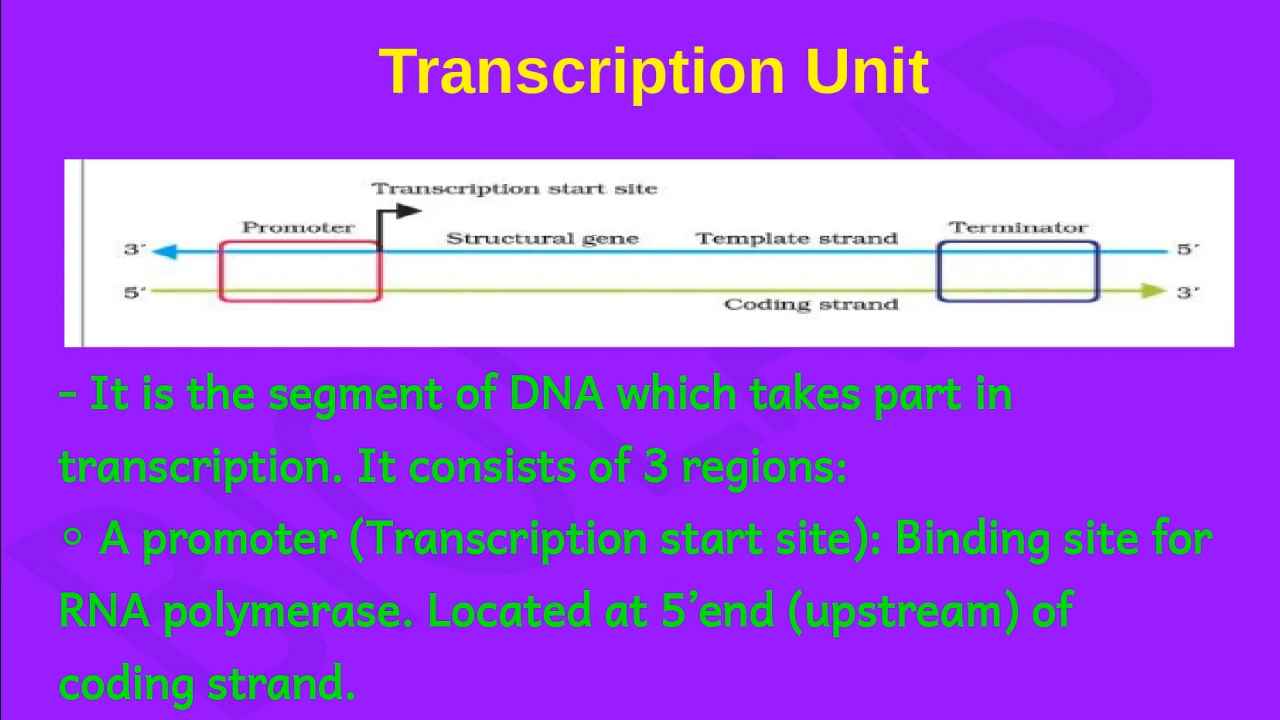 Transcription Unit
Transcription start site
Promoter
Terminator
Structural gene
Template strand
3´
5´
5´
3´
Coding strand
- It is the segment of DNA which takes part in
transcription. It consists of 3 regions:
○ A promoter (Transcription start site): Binding site for
RNA polymerase. Located at 5’end (upstream) of
coding strand.